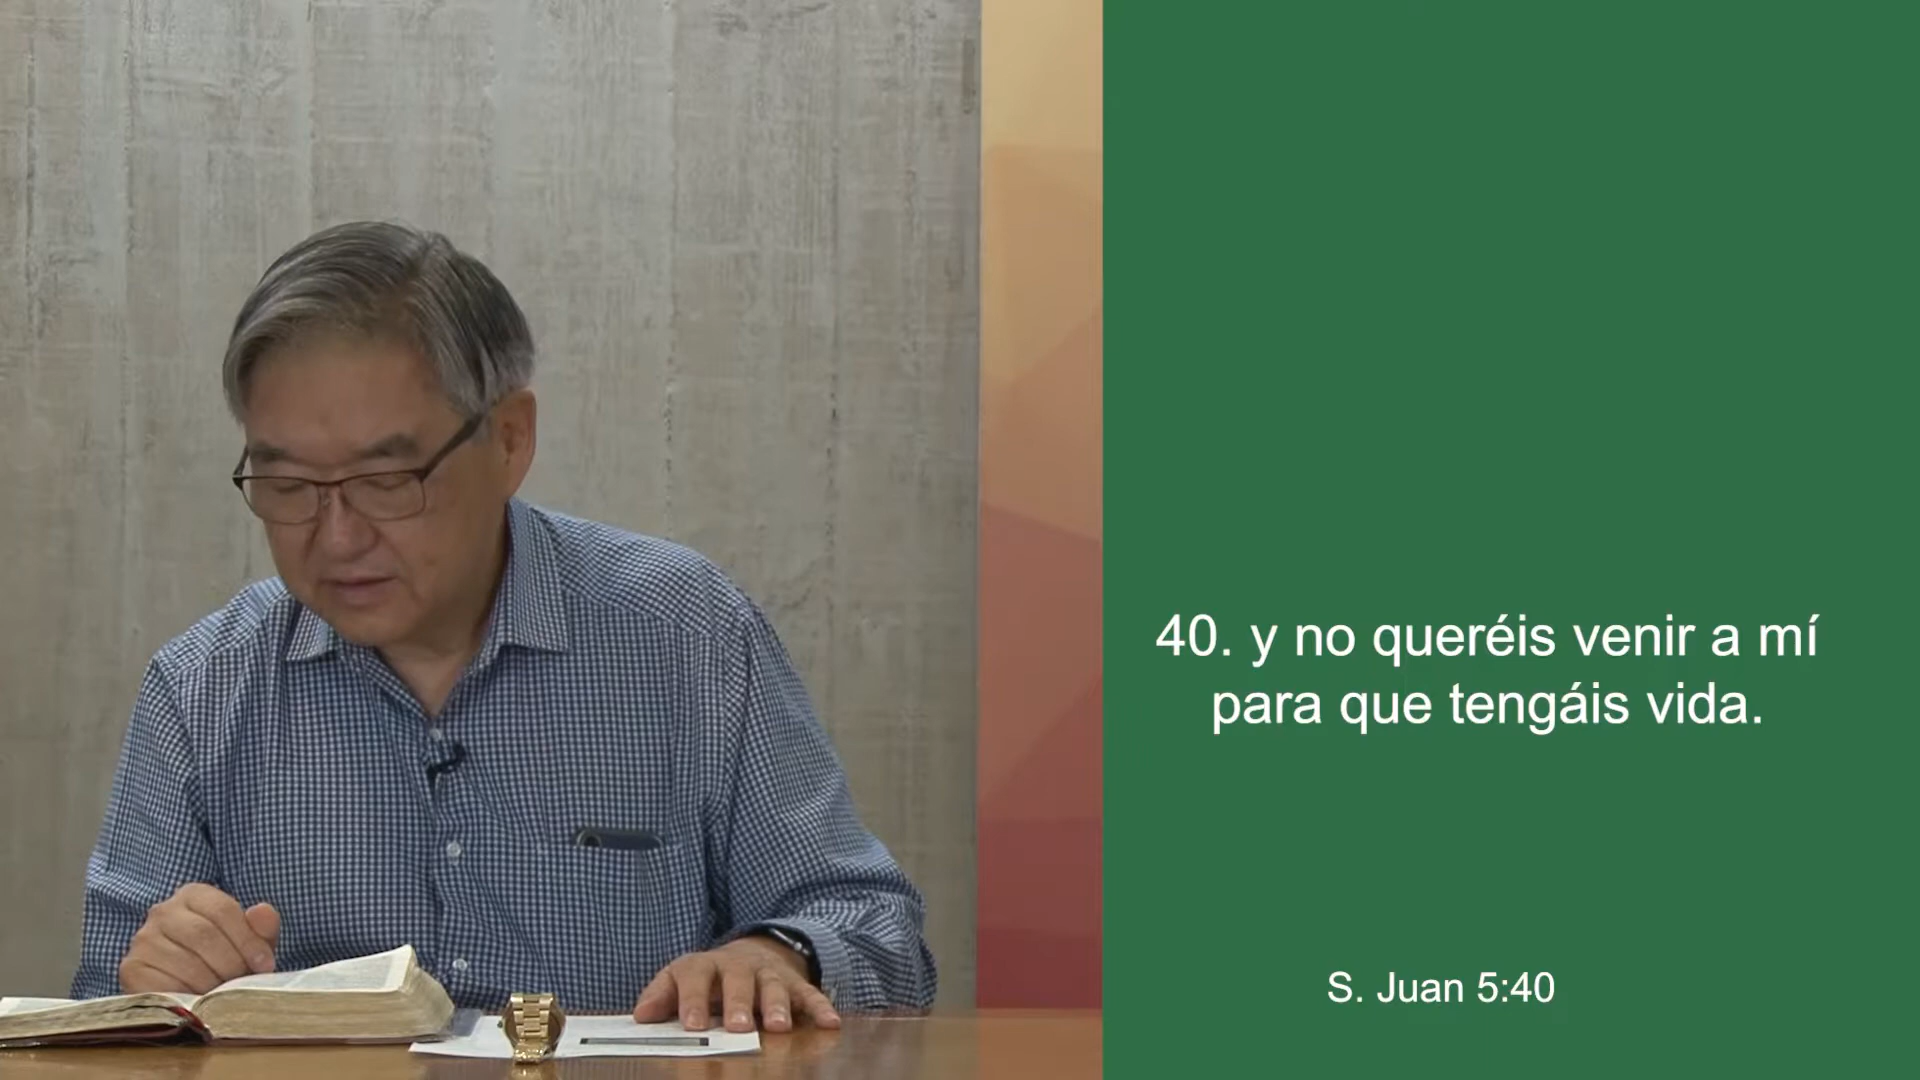 40. y no queréis venir a mí
para que tengáis vida.
S. Juan 5:40